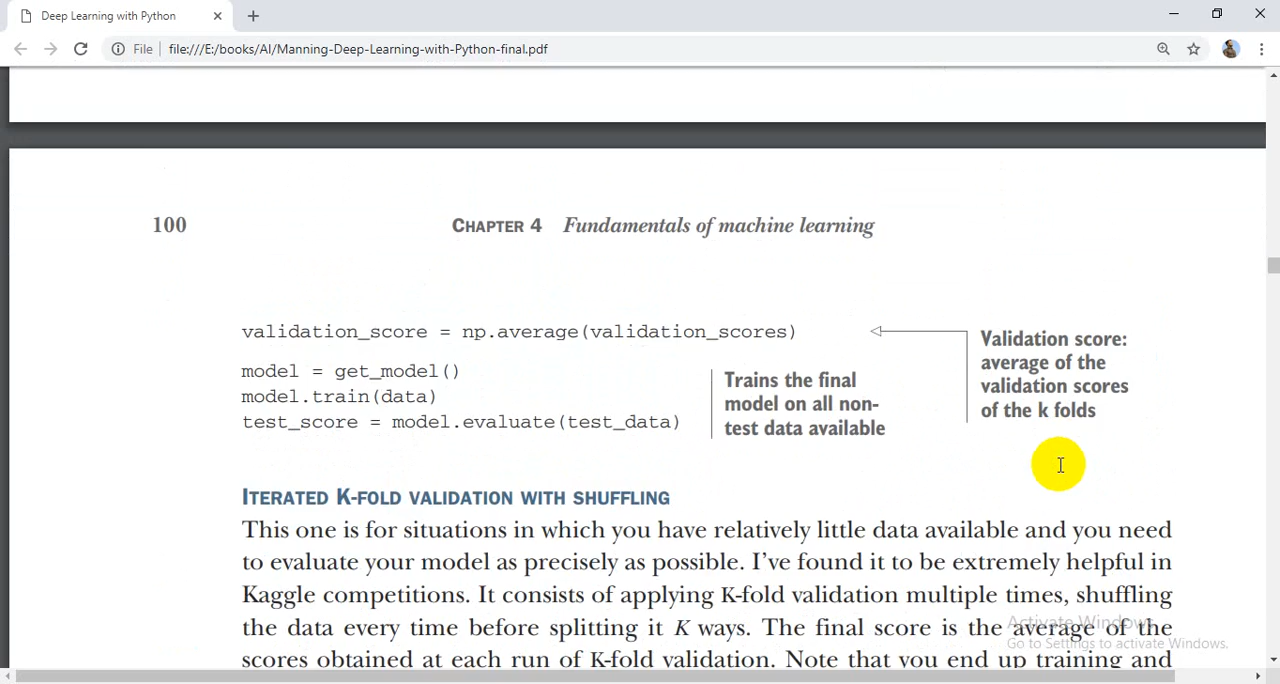 Deep Learning with Python
File
file:///E:/books/AI/Manning-Deep-Learning-with-Python-final.pdf
100
CHAPTER 4 Fundamentals of machine learning
validation_score = np.average(validation_scores)
model = get_model()
model.train(data)
test_score = model.evaluate(test_data)
Trains the final
model on all non-
test data available
Validation score:
average of the
validation scores
of the k folds
ITERATED K-FOLD VALIDATION WITH SHUFFLING
This one is for situations in which you have relatively little data available and you need
to evaluate your model as precisely as possible. I've found it to be extremely helpful in
Kaggle competitions. It consists of applying K-fold validation multiple times, shuffling
the data every time before splitting it K ways. The final score is the average of the
scores obtained at each run of K-fold validation. Note that you end up training and
Activate Windows
Go to Settings to activate Windows.